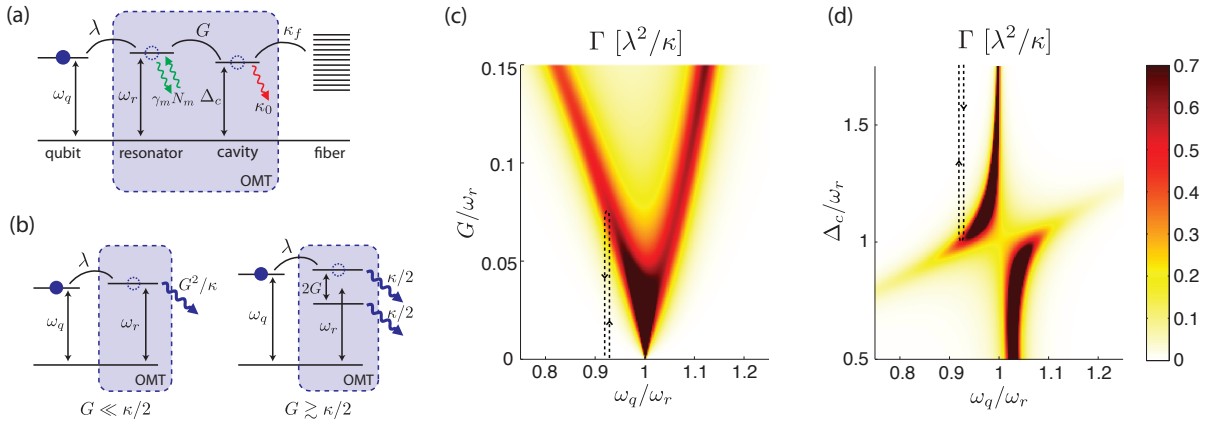 (a)
λ
G
κ_f
ω_q
ω_r
γ_m N_m
Δ_c
κ_0
qubit
resonator
cavity
fiber
OMT
(b)
λ
G²/κ
ω_q
ω_r
OMT
G ≪ κ/2
λ
2G
κ/2
κ/2
ω_q
ω_r
OMT
G ≳ κ/2
(c)
Γ [λ²/κ]
G/ω_r
0.15
0.1
0.05
0
0.8 0.9 1 1.1 1.2
ω_q/ω_r
(d)
Γ [λ²/κ]
Δ_c/ω_r
1.5
1
0.5
0.8 0.9 1 1.1 1.2
ω_q/ω_r
0.7
0.6
0.5
0.4
0.3
0.2
0.1
0